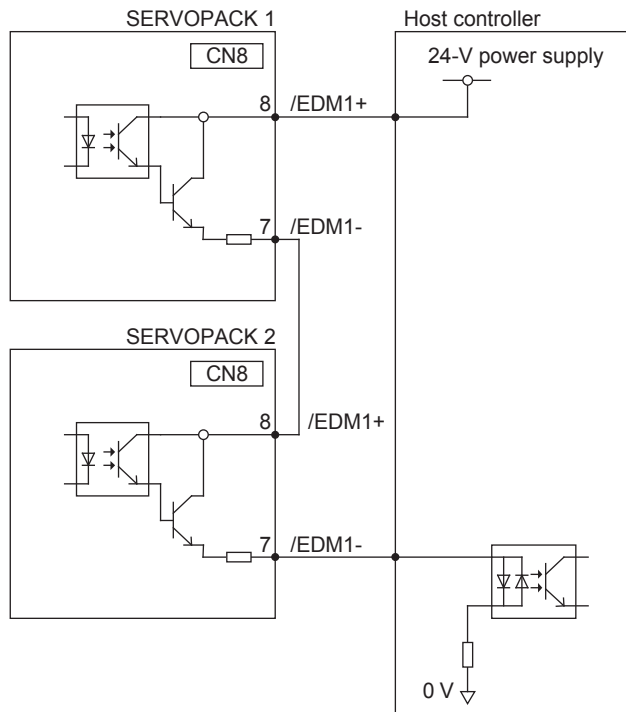 SERVOPACK 1
Host controller
CN8
24-V power supply
8
/EDM1+
7
/EDM1-
SERVOPACK 2
CN8
8
/EDM1+
7
/EDM1-
0 V